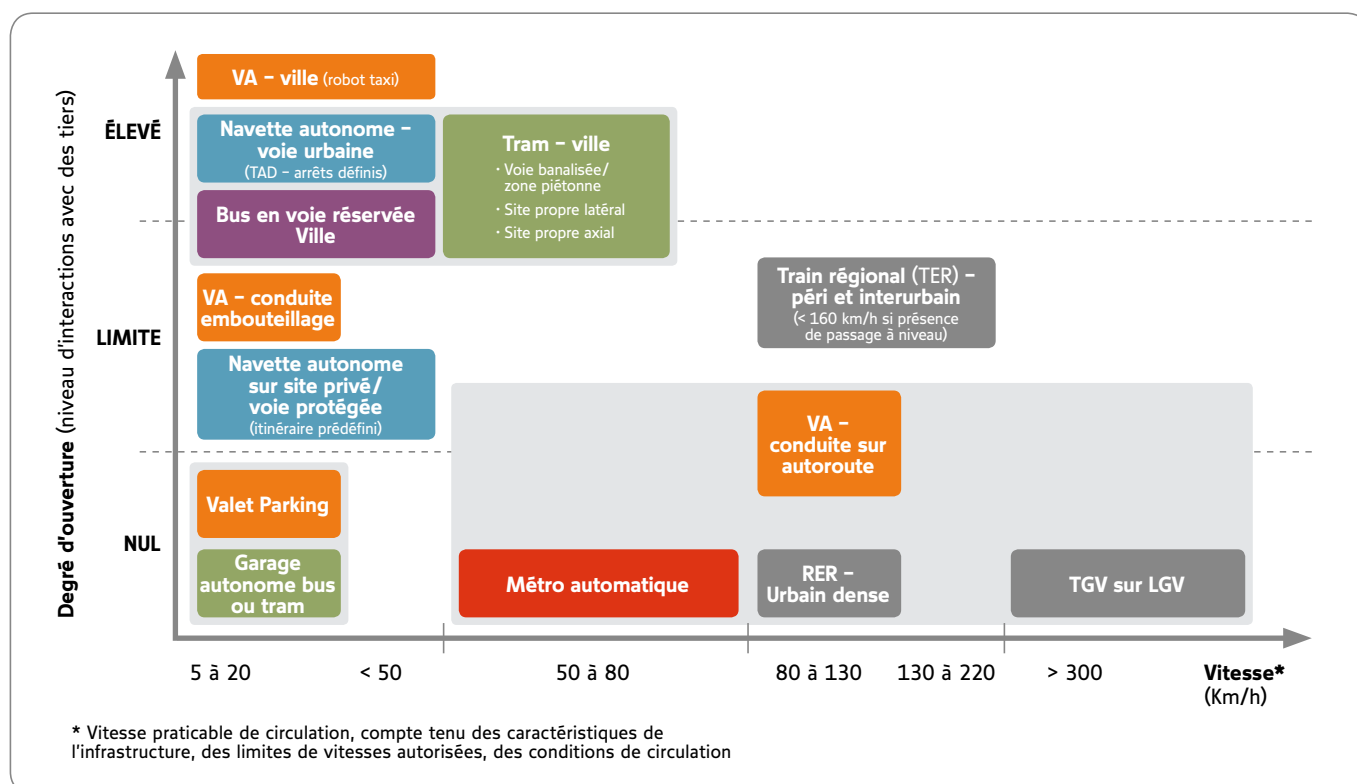 Degré d'ouverture (niveau d'interactions avec des tiers)
ÉLEVÉ
LIMITE
NUL
VA – ville (robot taxi)
Navette autonome –
voie urbaine
(TAD – arrêts définis)
Bus en voie réservée
Ville
Tram – ville
· Voie banalisée/
zone piétonne
· Site propre latéral
· Site propre axial
VA – conduite
embouteillage
Navette autonome
sur site privé/
voie protégée
(itinéraire prédéfini)
Train régional (TER) –
péri et interurbain
(< 160 km/h si présence
de passage à niveau)
VA –
conduite sur
autoroute
Valet Parking
Garage
autonome bus
ou tram
Métro automatique
RER –
Urbain dense
TGV sur LGV
5 à 20
< 50
50 à 80
80 à 130
130 à 220
> 300
Vitesse*
(Km/h)
* Vitesse praticable de circulation, compte tenu des caractéristiques de
l'infrastructure, des limites de vitesses autorisées, des conditions de circulation